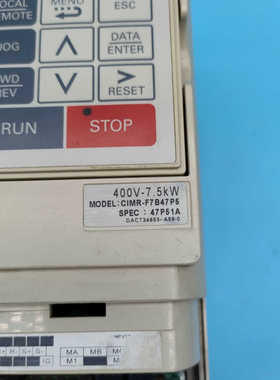 LOCAL
REMOTE
MENU
ESC
JOG
DATA
ENTER
FWD
REV
>
RESET
RUN
STOP
400V-7.5kW
MODEL:CIMR-F7B47P5
SPEC : 47P51A
R+ R- S+ S-
IG
MA MB
M1